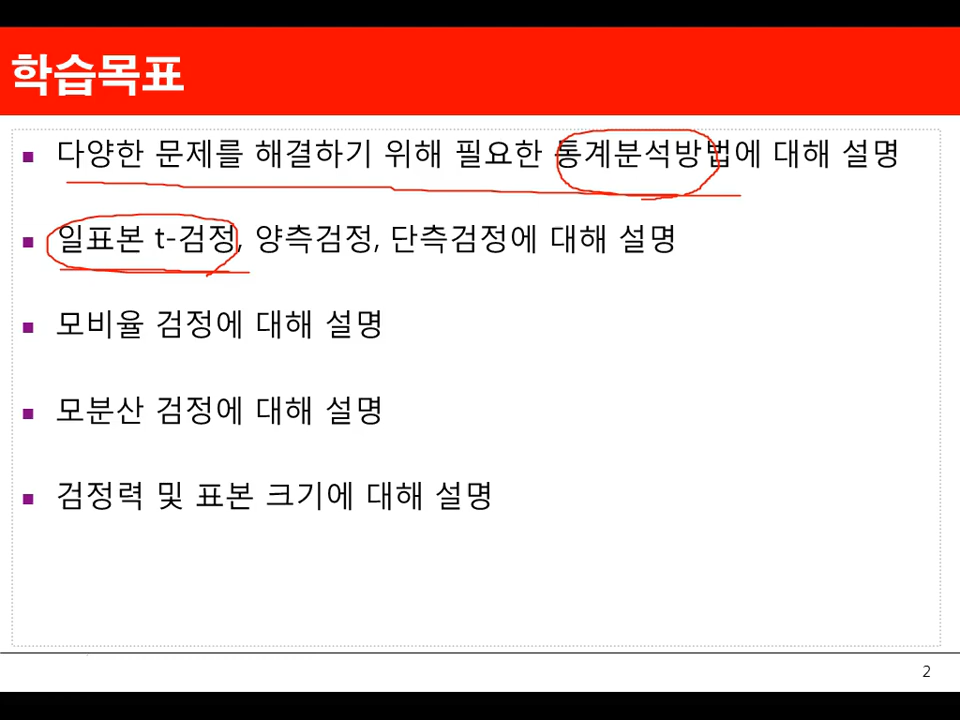 학습목표
▪ 다양한 문제를 해결하기 위해 필요한 통계분석방법에 대해 설명
▪ 일표본 t-검정, 양측검정, 단측검정에 대해 설명
▪ 모비율 검정에 대해 설명
▪ 모분산 검정에 대해 설명
▪ 검정력 및 표본 크기에 대해 설명
2